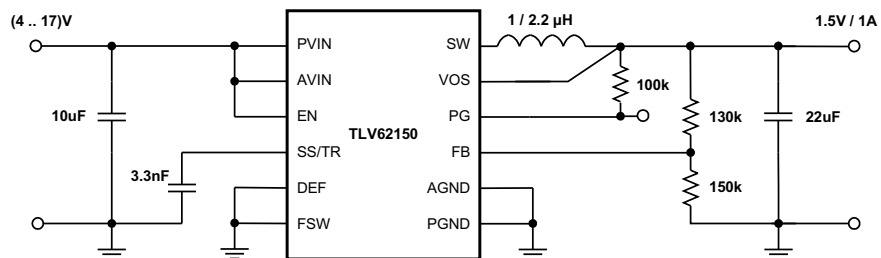 (4 .. 17)V
1 / 2.2 µH
1.5V / 1A
PVIN
SW
AVIN
VOS
100k
10uF
EN
PG
130k
22uF
TLV62150
SS/TR
FB
3.3nF
DEF
AGND
150k
FSW
PGND